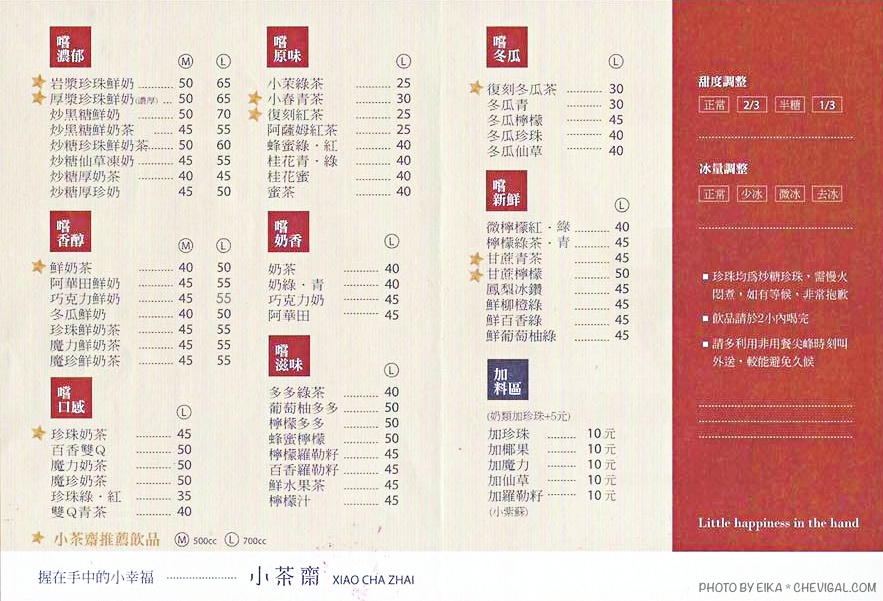 嚐
濃郁
M L
岩漿珍珠鮮奶 .... 50 65
厚漿珍珠鮮奶(濃厚) .. 50 65
炒黑糖鮮奶 .......... 50 70
炒黑糖鮮奶茶 ...... 45 55
炒糖珍珠鮮奶茶...... 50 60
炒糖仙草凍奶 ...... 45 55
炒糖厚奶茶 .......... 40 45
炒糖厚珍奶 45 50
嚐
香醇
M L
鮮奶茶 .......... 40 50
阿華田鮮奶 .......... 45 55
巧克力鮮奶 .......... 45 55
冬瓜鮮奶 .......... 40 50
珍珠鮮奶茶 .......... 45 55
魔力鮮奶茶 .......... 45 55
魔珍鮮奶茶 .......... 45 55
嚐
口感
L
珍珠奶茶 .......... 45
百香雙Q .......... 50
魔力奶茶 .......... 50
魔珍奶茶 .......... 50
珍珠綠・紅 .......... 35
雙Q青茶 .......... 40
小茶齋推薦飲品 M 500cc L 700cc
嚐
原味
L
小茉綠茶 .......... 25
小春青茶 .......... 30
復刻紅茶 .......... 25
阿薩姆紅茶 .......... 25
蜂蜜綠・紅 .......... 40
桂花青・綠 .......... 40
桂花蜜 .......... 40
蜜茶 .......... 40
嚐
奶香
L
奶茶 .......... 40
奶綠・青 .......... 40
巧克力奶 .......... 45
阿華田 .......... 45
嚐
滋味
L
多多綠茶 .......... 40
葡萄柚多多 .......... 50
檸檬多多 .......... 50
蜂蜜檸檬 .......... 50
檸檬羅勒籽 .......... 45
百香羅勒籽 .......... 45
鮮水果茶 .......... 45
檸檬汁 .......... 45
嚐
冬瓜
L
復刻冬瓜茶 .......... 30
冬瓜青 .......... 30
冬瓜檸檬 .......... 45
冬瓜珍珠 .......... 40
冬瓜仙草 .......... 40
嚐
新鮮
L
微檸檬紅・綠 .......... 40
檸檬綠茶・青 .......... 45
甘蔗青茶 .......... 45
甘蔗檸檬 .......... 50
鳳梨冰鑽 .......... 45
鮮柳橙綠 .......... 45
鮮百香綠 .......... 45
鮮葡萄柚綠 .......... 45
加
料區
(奶類加珍珠+5元)
加珍珠 ........ 10 元
加椰果 ........ 10 元
加魔力 ........ 10 元
加仙草 ........ 10 元
加羅勒籽 ........ 10 元
(小紫蘇)
甜度調整
正常 2/3 半糖 1/3
冰量調整
正常 少冰 微冰 去冰
■ 珍珠均爲炒糖珍珠，需慢火
悶煮，如有等候，非常抱歉
■ 飲品請於2小內喝完
■ 請多利用非用餐尖峰時刻叫
外送，較能避免久候
Little happiness in the hand
握在手中的小幸福 .......... 小茶齋 XIAO CHA ZHAI
PHOTO BY EIKA * CHEVIGAL.COM